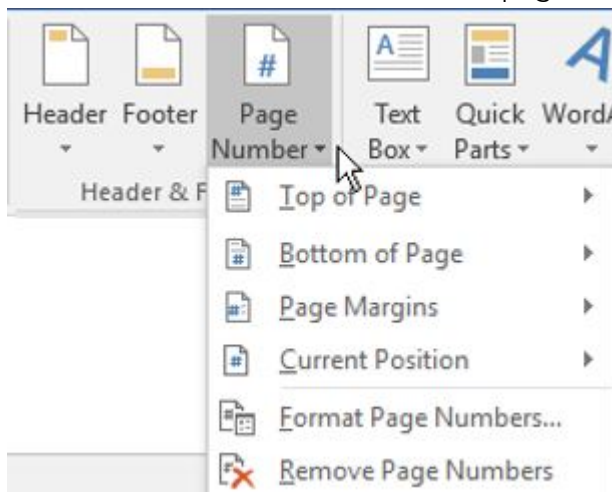 Header Footer Page Text Quick
Number Box Parts
Header & F
Top of Page
Bottom of Page
Page Margins
Current Position
Format Page Numbers...
Remove Page Numbers